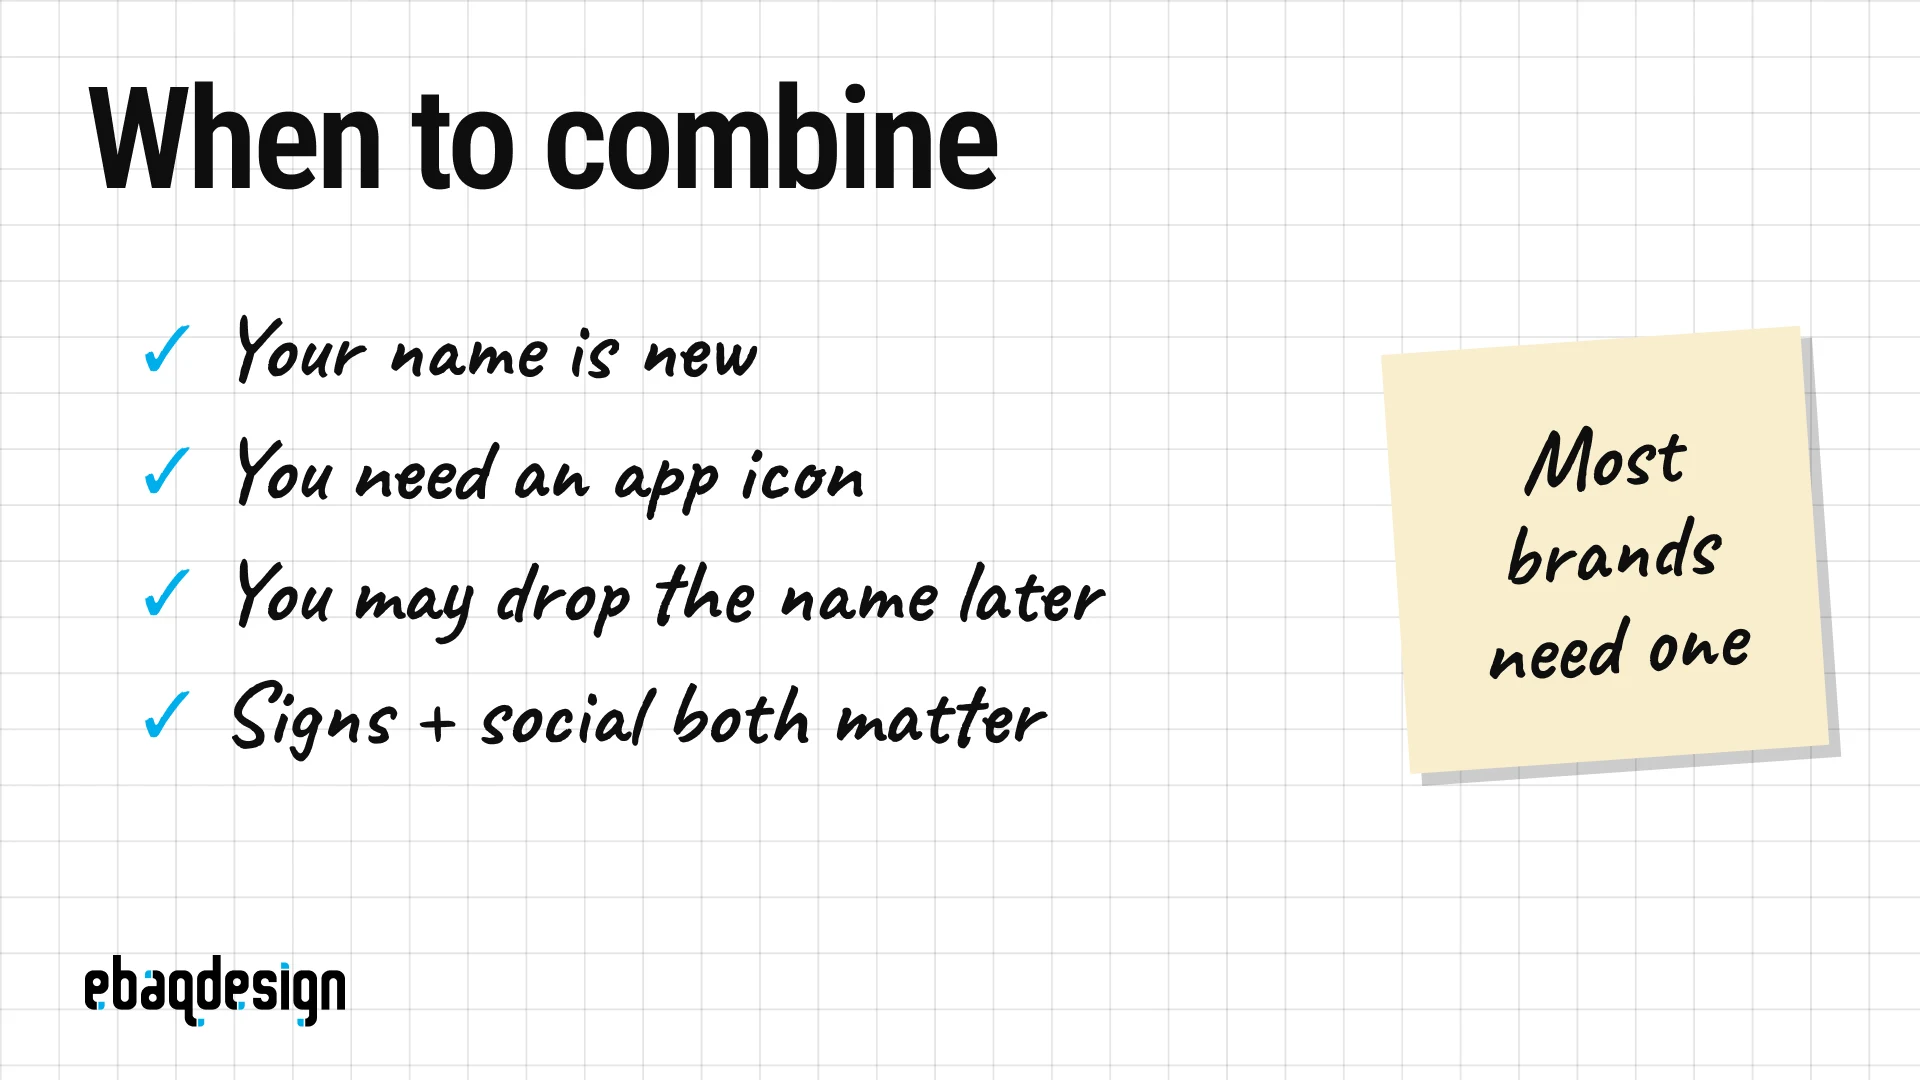 When to combine
✓ Your name is new
✓ You need an app icon
✓ You may drop the name later
✓ Signs + social both matter
Most
brands
need one
ebaqdesign